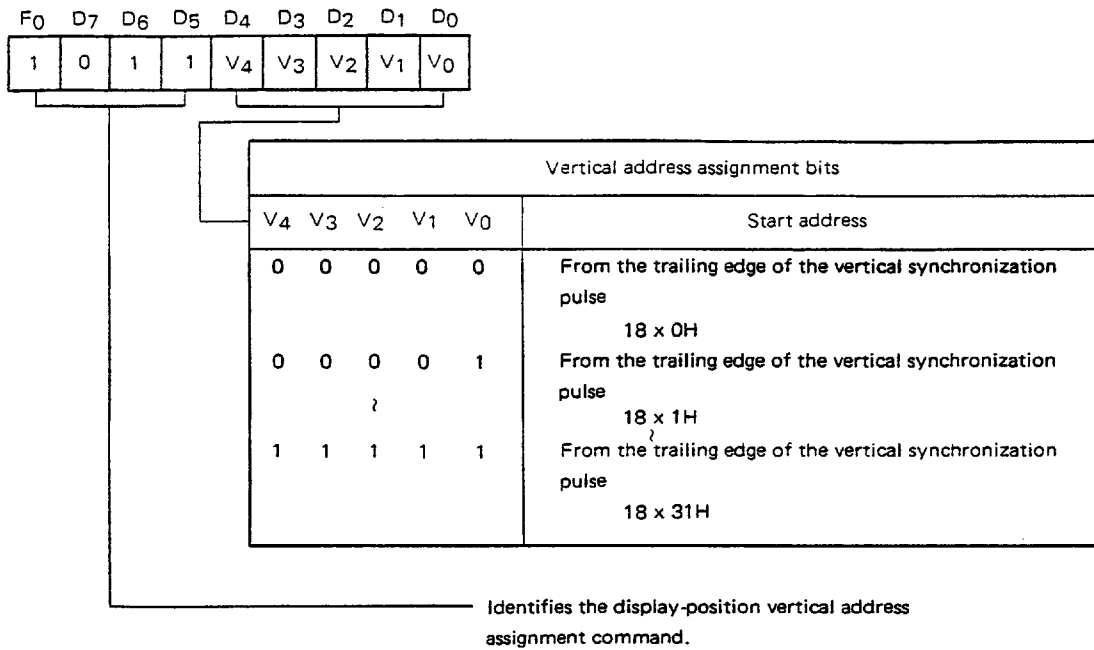 F0 D7 D6 D5 D4 D3 D2 D1 D0
1 0 1 1 V4 V3 V2 V1 V0
Vertical address assignment bits
V4 V3 V2 V1 V0 Start address
0 0 0 0 0 From the trailing edge of the vertical synchronization
pulse
18 x 0H
0 0 0 0 1 From the trailing edge of the vertical synchronization
pulse
≀ 18 x 1H
≀
1 1 1 1 1 From the trailing edge of the vertical synchronization
pulse
18 x 31H
Identifies the display-position vertical address
assignment command.